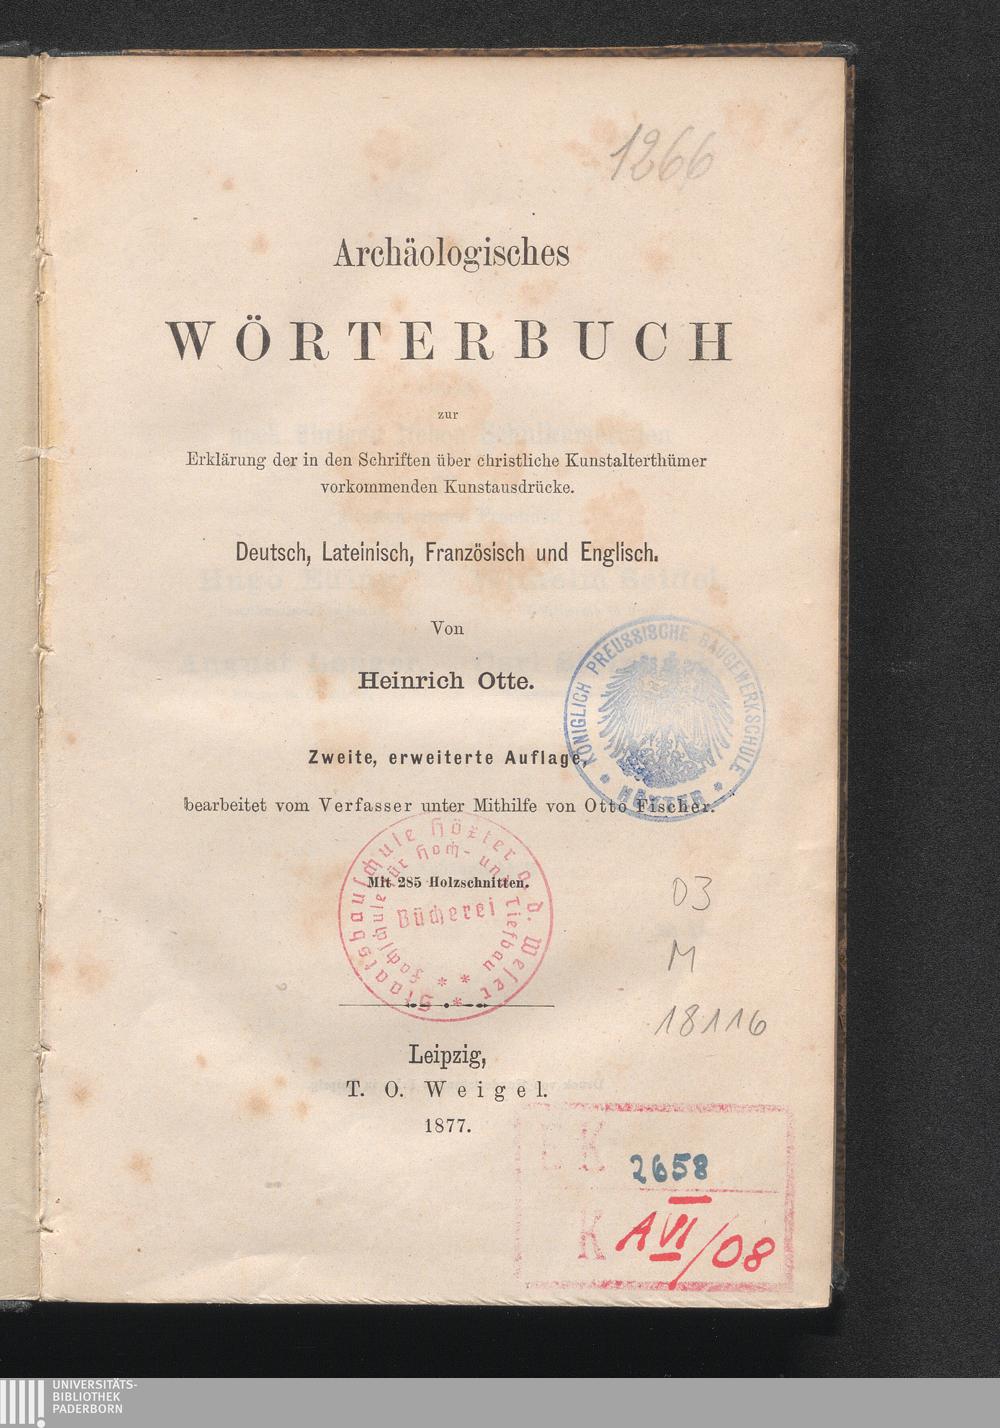 1266
Archäologisches
WÖRTERBUCH
zur
Erklärung der in den Schriften über christliche Kunstalterthümer
vorkommenden Kunstausdrücke.
Deutsch, Lateinisch, Französisch und Englisch.
Von
Heinrich Otte.
KÖNIGLICH PREUSSISCHE BAUGEWERKSCHULE
* HÖXTER *
Zweite, erweiterte Auflage,
bearbeitet vom Verfasser unter Mithilfe von Otto Fischer.
Staatsbauschule Höxter a. d. Weser
Fachschule für Hoch- und Tiefbau
Bücherei
Mit 285 Holzschnitten.
03
M
18116
Leipzig,
T. O. Weigel.
1877.
EK
2658
K
A VI/08
UNIVERSITÄTS-
BIBLIOTHEK
PADERBORN